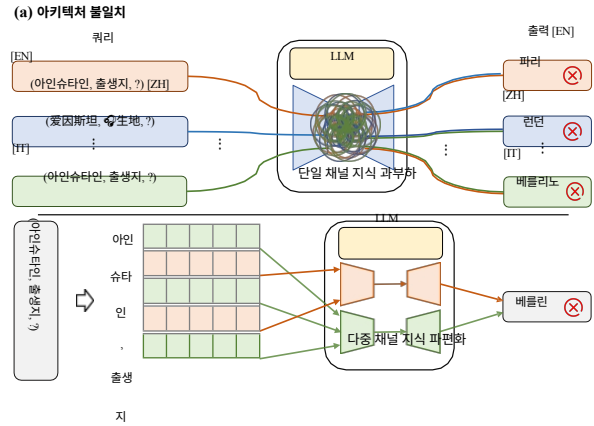 (a) 아키텍처 불일치
쿼리
출력 [EN]
[EN]
LLM
파리
(아인슈타인, 출생지, ?) [ZH]
[ZH]
(爱因斯坦, 生地, ?)
런던
[IT]
[IT]
단일 채널 지식 과부하
(아인슈타인, 출생지, ?)
베를리노
LLM
(아인슈타인, 출생지, ?)
아인
슈타
인
,
출생
지
베를린
다중 채널 지식 파편화